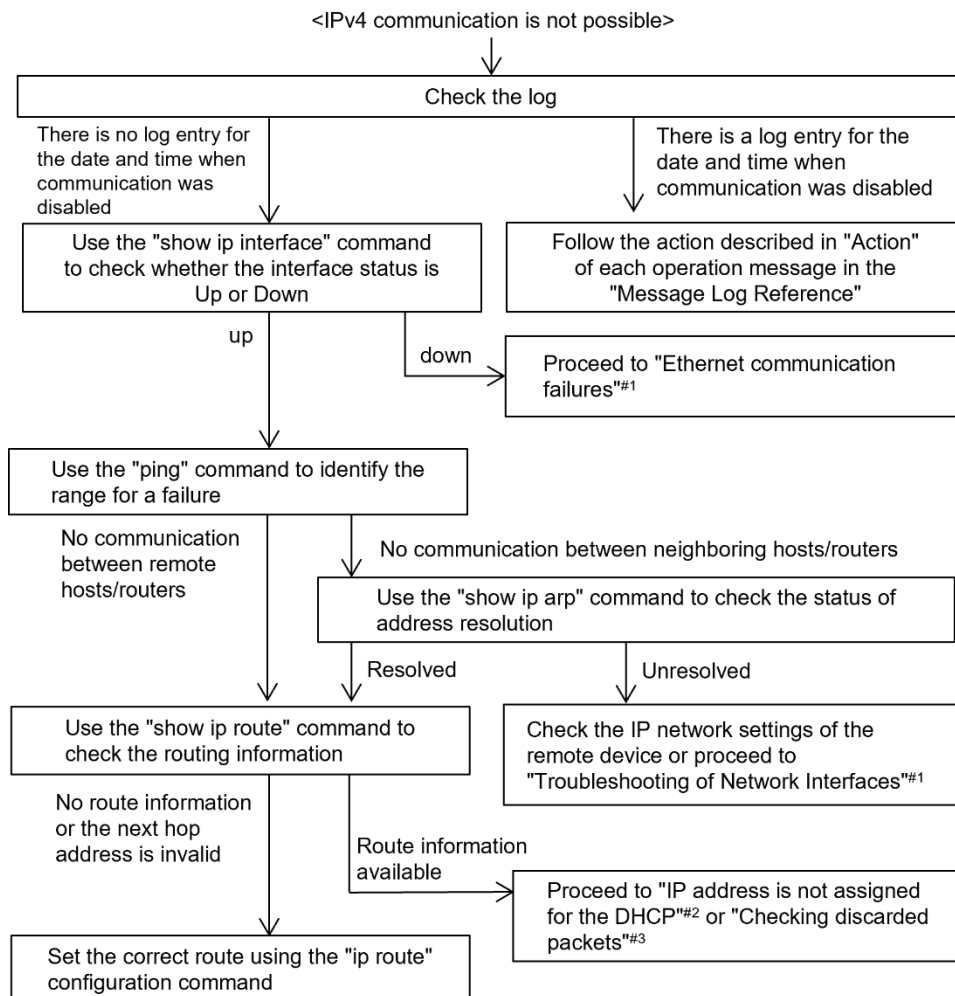 <IPv4 communication is not possible>
Check the log
There is no log entry for
the date and time when
communication was
disabled
There is a log entry for the
date and time when
communication was disabled
Use the "show ip interface" command
to check whether the interface status is
Up or Down
Follow the action described in "Action"
of each operation message in the
"Message Log Reference"
up
down
Proceed to "Ethernet communication
failures"#1
Use the "ping" command to identify the
range for a failure
No communication
between remote
hosts/routers
No communication between neighboring hosts/routers
Use the "show ip arp" command to check the status of
address resolution
Resolved
Unresolved
Use the "show ip route" command to
check the routing information
Check the IP network settings of the
remote device or proceed to
"Troubleshooting of Network Interfaces"#1
No route information
or the next hop
address is invalid
Route information
available
Proceed to "IP address is not assigned
for the DHCP"#2 or "Checking discarded
packets"#3
Set the correct route using the "ip route"
configuration command